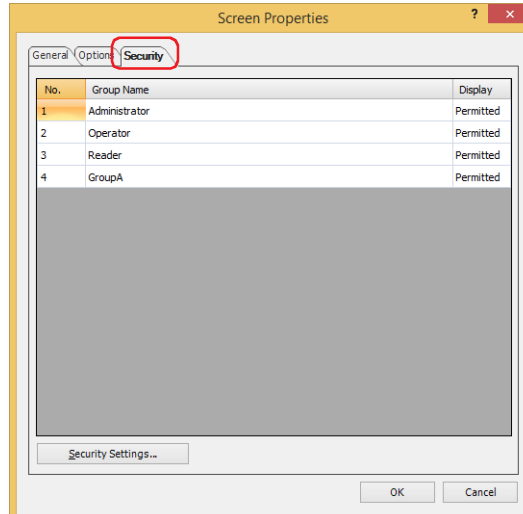 Screen Properties
? ×
General Options Security
No. Group Name Display
1 Administrator Permitted
2 Operator Permitted
3 Reader Permitted
4 GroupA Permitted
Security Settings...
OK Cancel